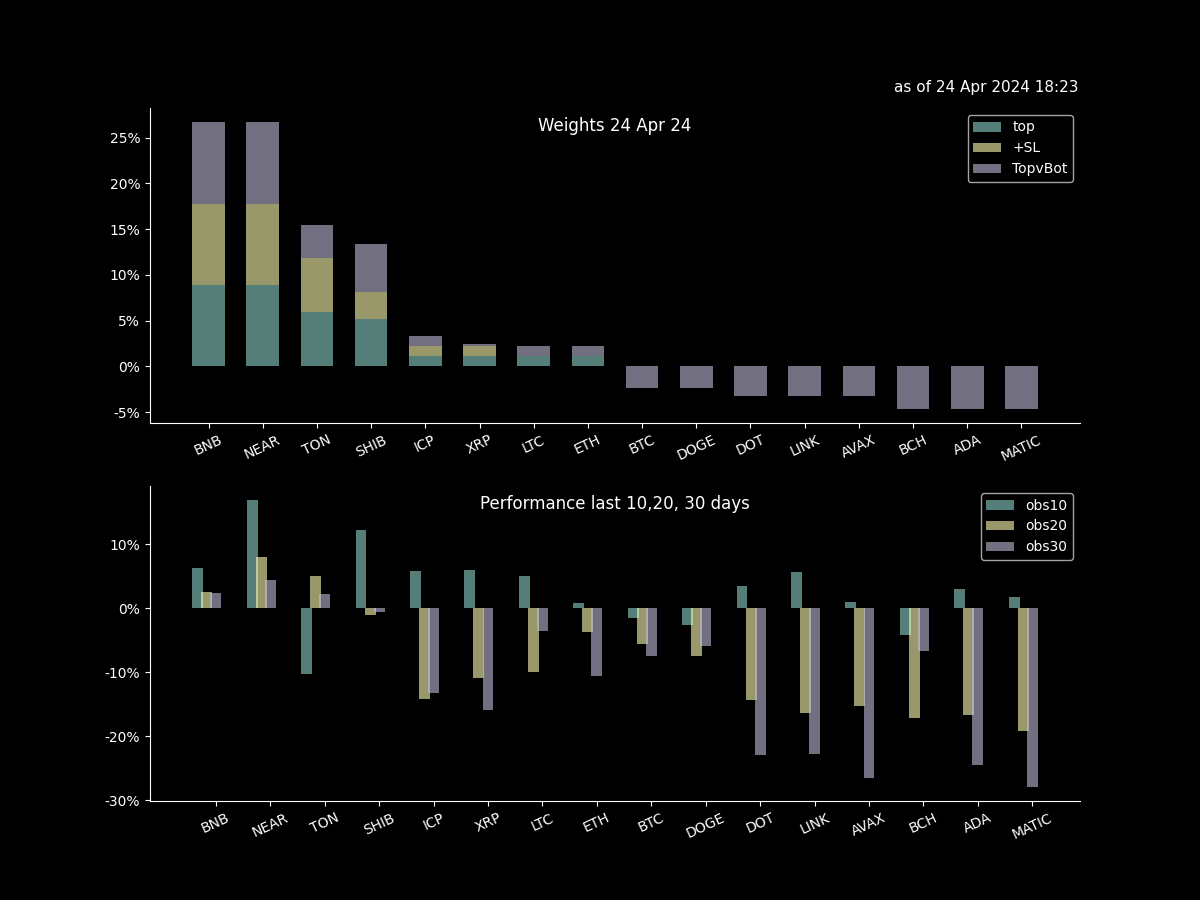 as of 24 Apr 2024 18:23
Weights 24 Apr 24
top
+SL
TopvBot
25%
20%
15%
10%
5%
0%
-5%
BNB NEAR TON SHIB ICP XRP LTC ETH BTC DOGE DOT LINK AVAX BCH ADA MATIC
Performance last 10,20, 30 days
obs10
obs20
obs30
10%
0%
-10%
-20%
-30%
BNB NEAR TON SHIB ICP XRP LTC ETH BTC DOGE DOT LINK AVAX BCH ADA MATIC